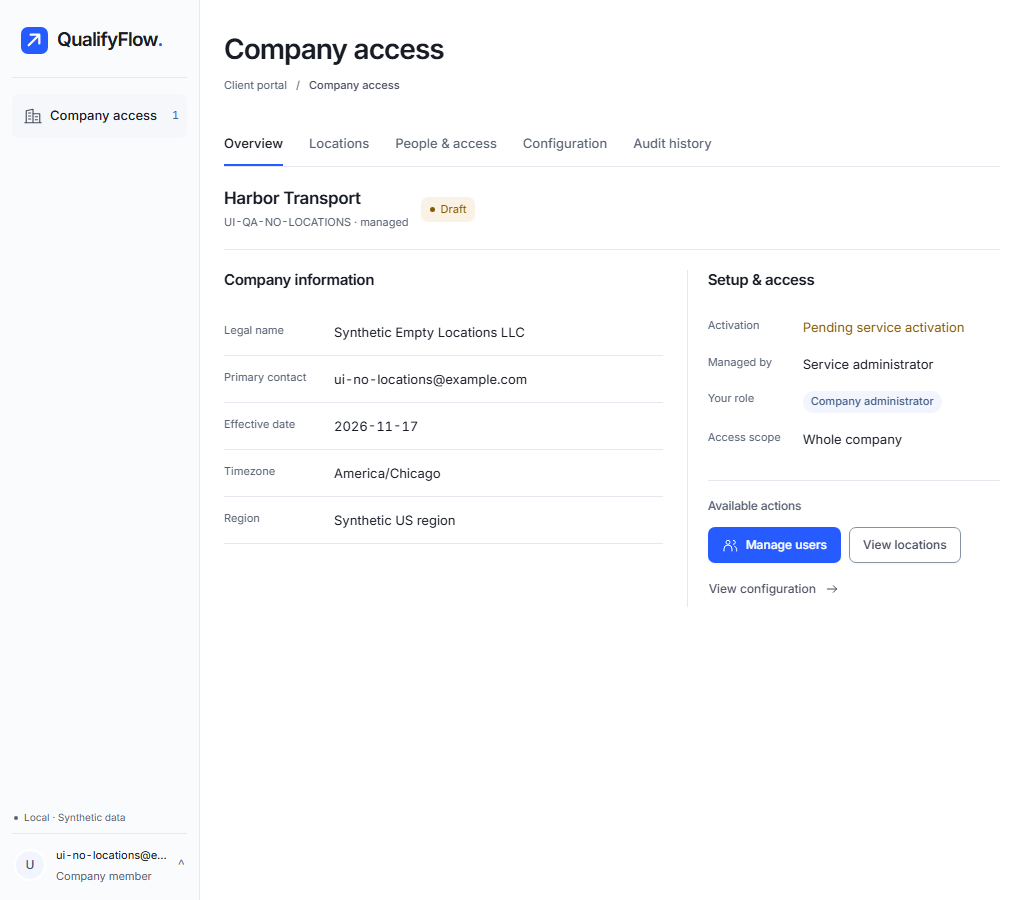 QualifyFlow.
Company access 1
Local · Synthetic data
U
ui-no-locations@e...
Company member
Company access
Client portal / Company access
Overview Locations People & access Configuration Audit history
Harbor Transport
UI-QA-NO-LOCATIONS · managed
Draft
Company information
Legal name Synthetic Empty Locations LLC
Primary contact ui-no-locations@example.com
Effective date 2026-11-17
Timezone America/Chicago
Region Synthetic US region
Setup & access
Activation Pending service activation
Managed by Service administrator
Your role Company administrator
Access scope Whole company
Available actions
Manage users View locations
View configuration →